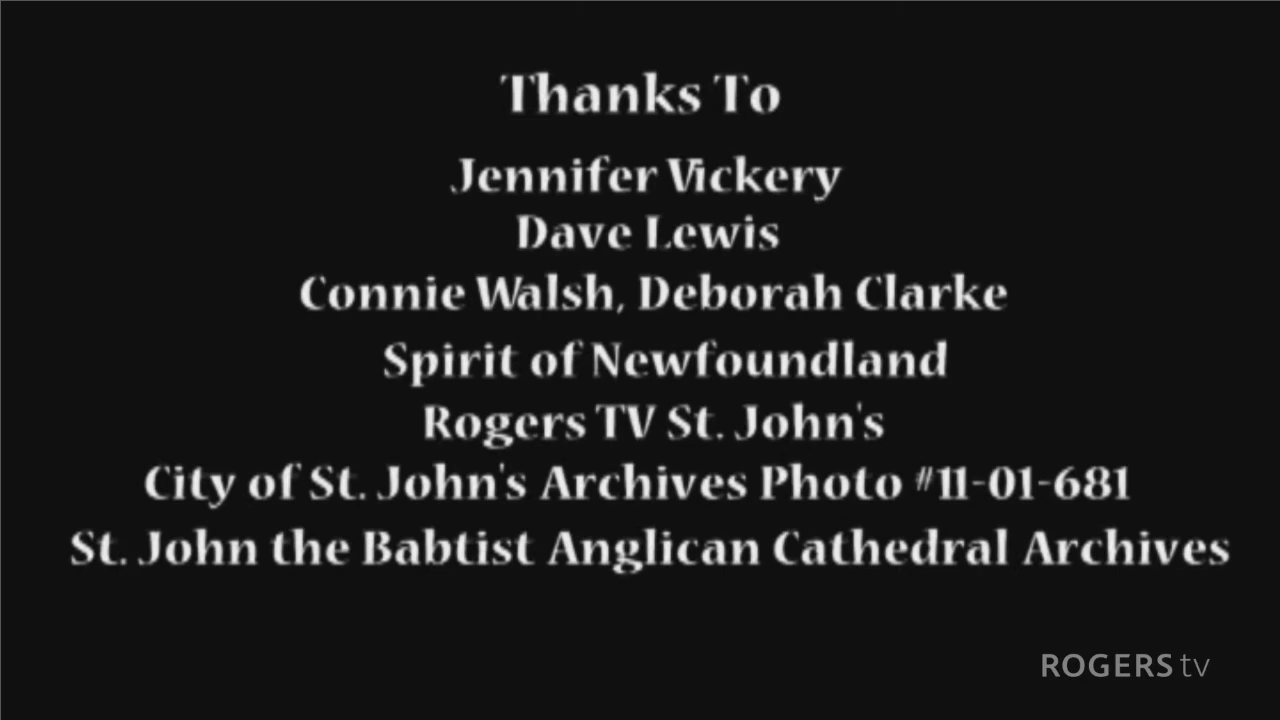 Thanks To
Jennifer Vickery
Dave Lewis
Connie Walsh, Deborah Clarke
Spirit of Newfoundland
Rogers TV St. John's
City of St. John's Archives Photo #11-01-681
St. John the Babtist Anglican Cathedral Archives
ROGERS tv